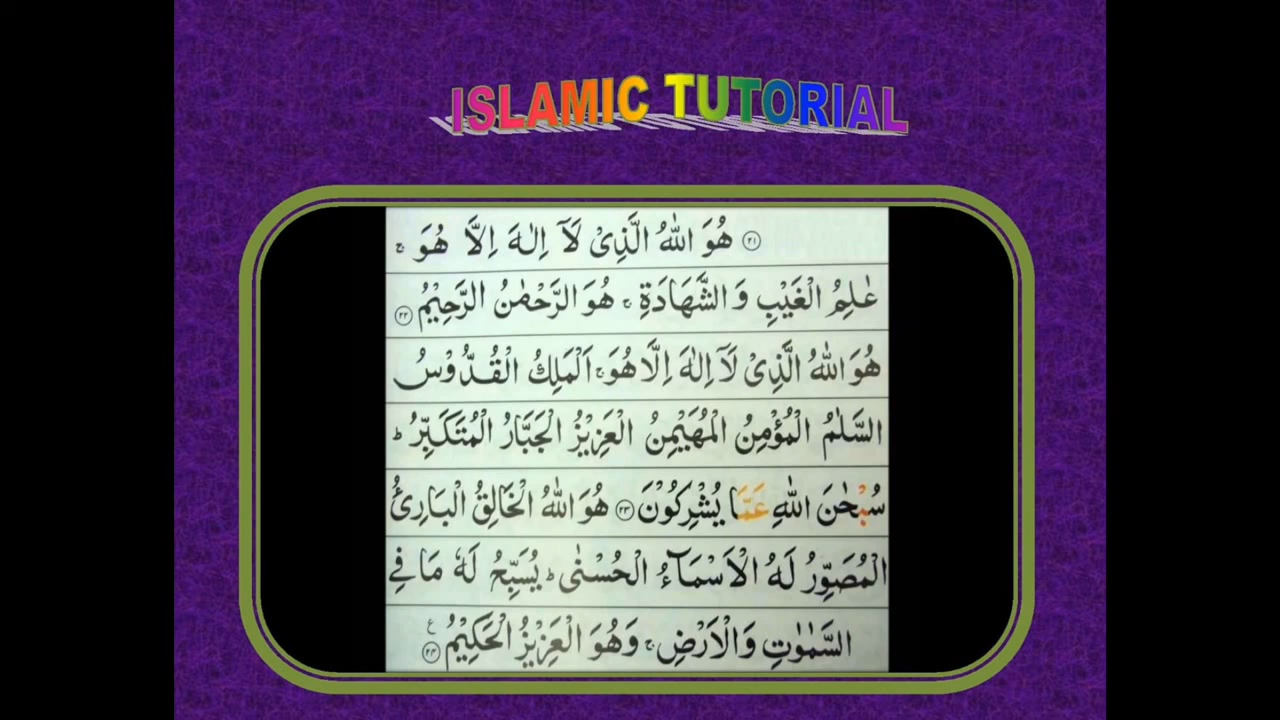 ISLAMIC TUTORIAL
﴿۲۱﴾ هُوَ اللّٰهُ الَّذِىْ لَآ اِلٰهَ اِلَّا هُوَ ۚ
عٰلِمُ الْغَيْبِ وَ الشَّهَادَةِ ۚ هُوَ الرَّحْمٰنُ الرَّحِيْمُ ﴿۲۲﴾
هُوَ اللّٰهُ الَّذِىْ لَآ اِلٰهَ اِلَّا هُوَ ۚ اَلْمَلِكُ الْقُدُّوْسُ
السَّلٰمُ الْمُؤْمِنُ الْمُهَيْمِنُ الْعَزِيْزُ الْجَبَّارُ الْمُتَكَبِّرُ ؕ
سُبْحٰنَ اللّٰهِ عَمَّا يُشْرِكُوْنَ ﴿۲۳﴾ هُوَ اللّٰهُ الْخَالِقُ الْبَارِئُ
الْمُصَوِّرُ لَهُ الْاَسْمَآءُ الْحُسْنٰى ؕ يُسَبِّحُ لَهٗ مَا فِى
السَّمٰوٰتِ وَالْاَرْضِ ۚ وَهُوَ الْعَزِيْزُ الْحَكِيْمُ ﴿۲۴﴾ ع